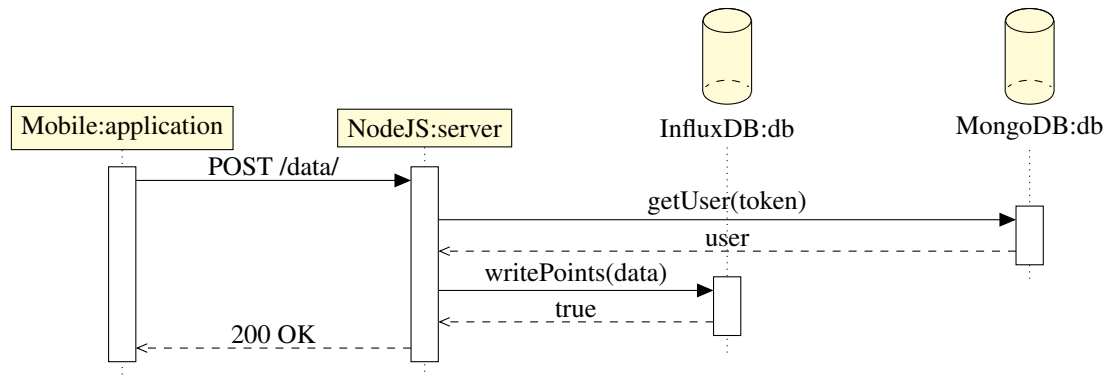 Mobile:application
NodeJS:server
InfluxDB:db
MongoDB:db
POST /data/
getUser(token)
user
writePoints(data)
true
200 OK